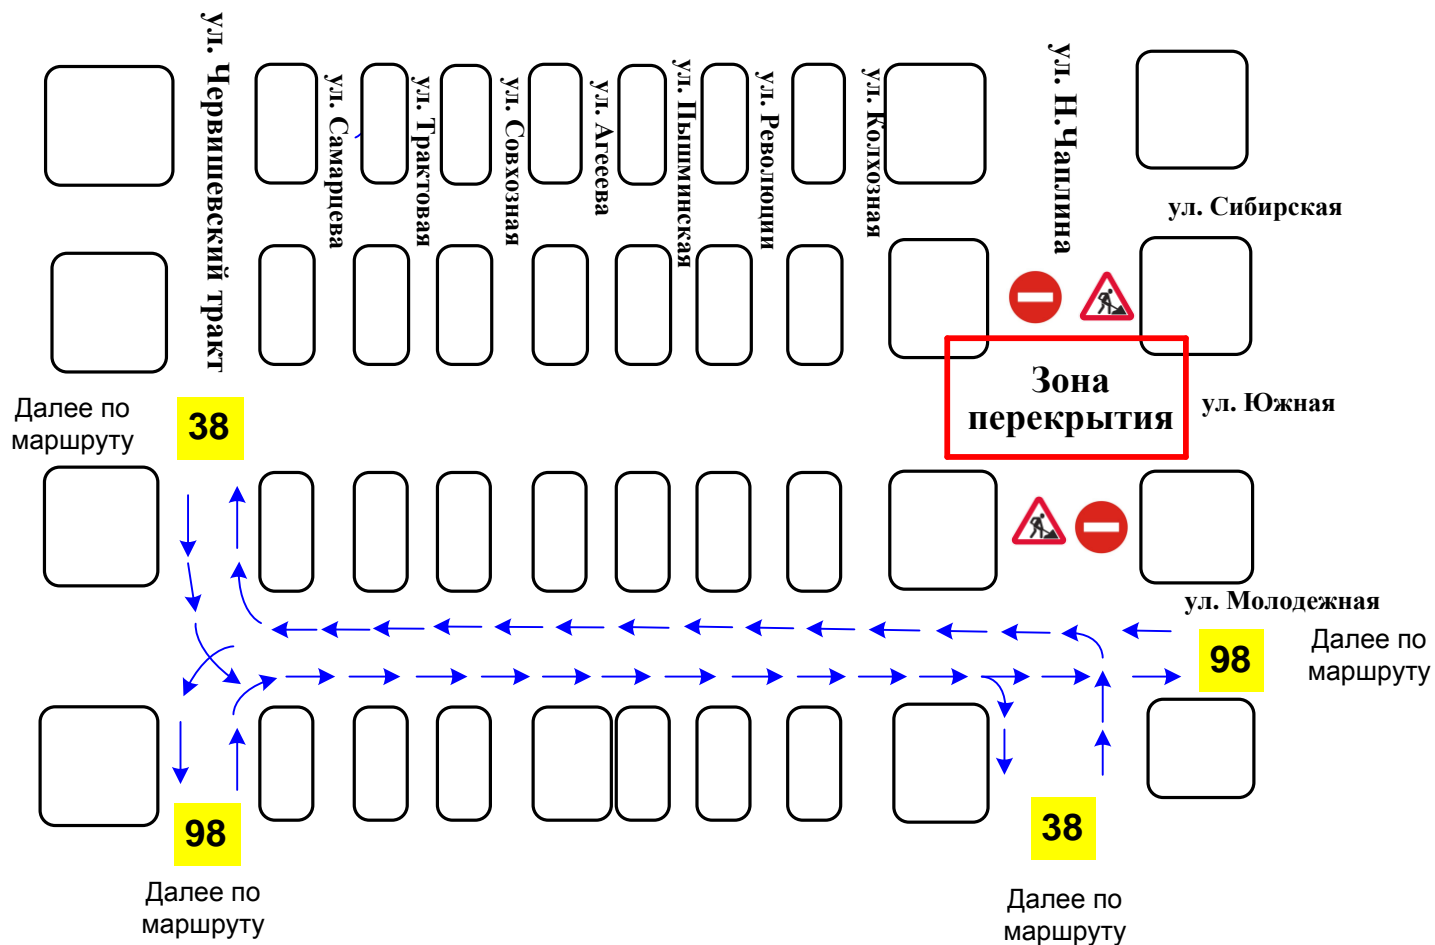 ул. Червишевский тракт
ул. Самарцева
ул. Трактовая
ул. Совхозная
ул. Агеева
ул. Пышминская
ул. Революции
ул. Колхозная
ул. Н.Чаплина
ул. Сибирская
Зона
перекрытия
ул. Южная
Далее по
маршруту
38
ул. Молодежная
98
Далее по
маршруту
98
Далее по
маршруту
38
Далее по
маршруту